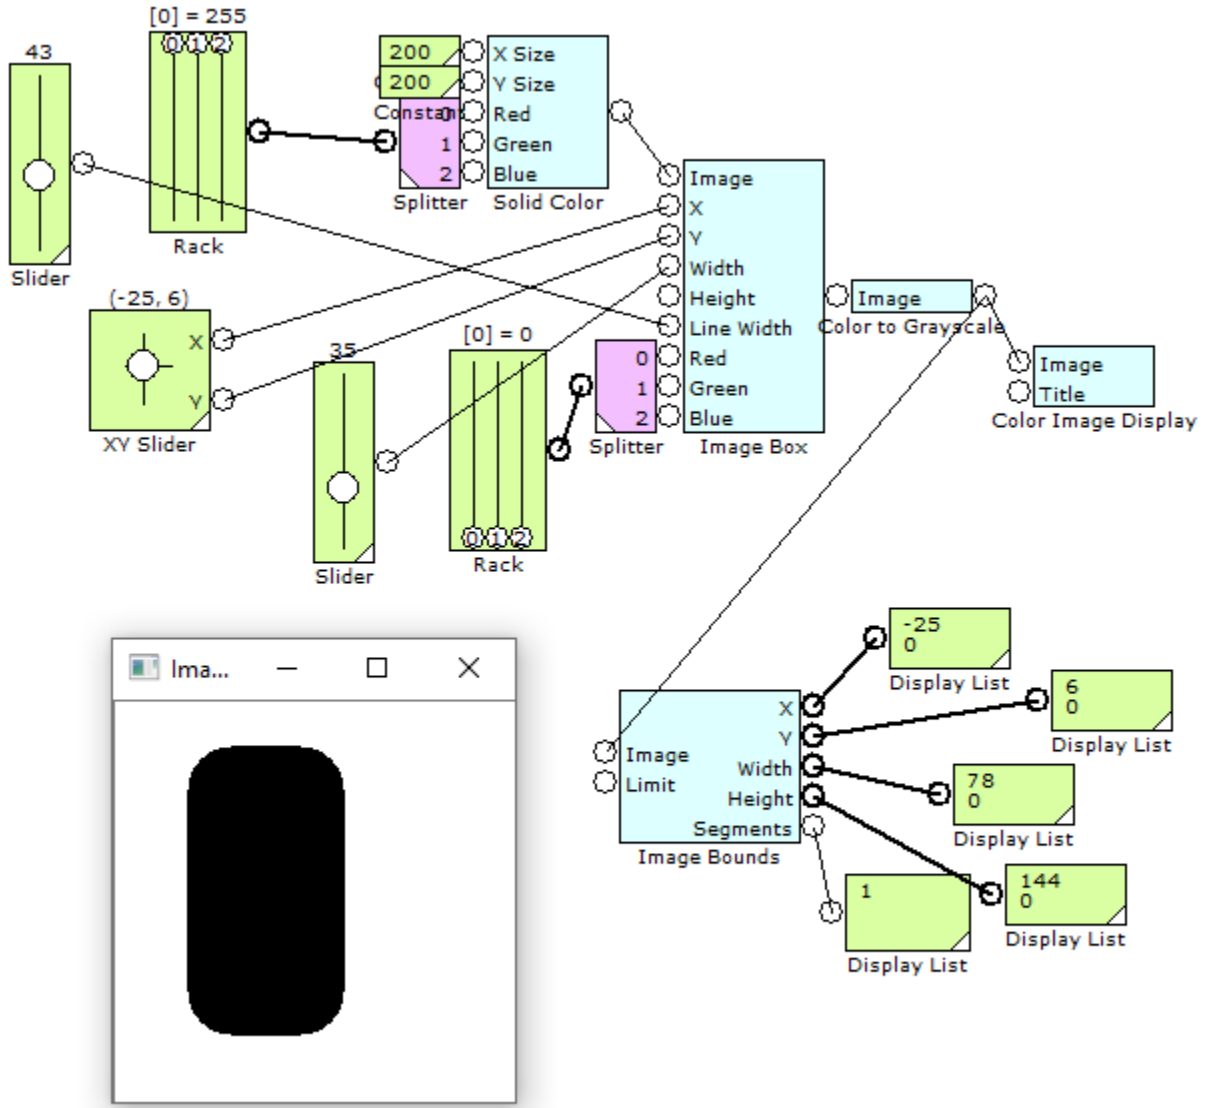 [0] = 255
43
0 1 2
Rack
Slider
200
200
Constant
X Size
Y Size
0 Red
1 Green
2 Blue
Splitter
Solid Color
(-25, 6)
X
Y
XY Slider
35
Slider
[0] = 0
0 1 2
Rack
0
1
2
Splitter
Image
X
Y
Width
Height
Line Width
Red
Green
Blue
Image Box
Image
Color to Grayscale
Image
Title
Color Image Display
Ima...
Image
Limit
X
Y
Width
Height
Segments
Image Bounds
-25
0
Display List
6
0
Display List
78
0
Display List
144
0
Display List
1
Display List